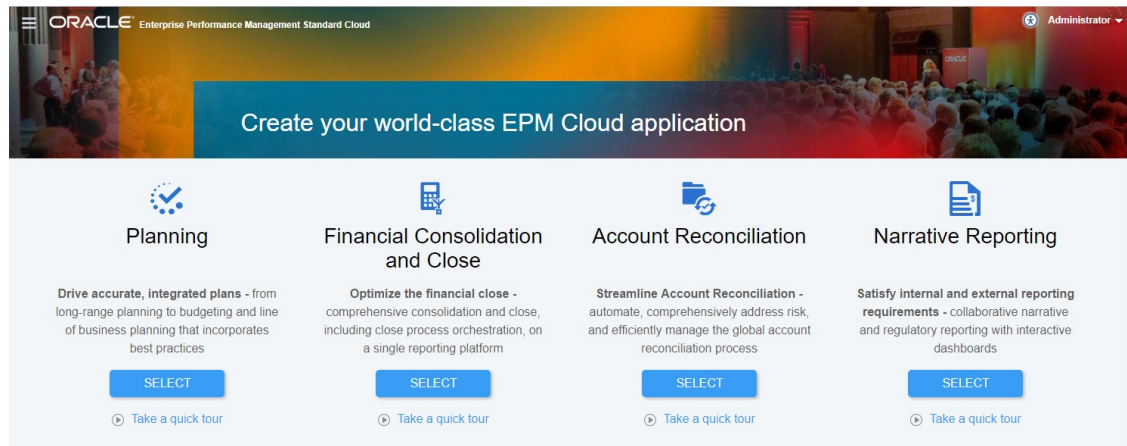 ORACLE Enterprise Performance Management Standard Cloud
Administrator
ORACLE
Create your world-class EPM Cloud application
Planning
Drive accurate, integrated plans - from
long-range planning to budgeting and line
of business planning that incorporates
best practices
SELECT
Take a quick tour
Financial Consolidation
and Close
Optimize the financial close -
comprehensive consolidation and close,
including close process orchestration, on
a single reporting platform
SELECT
Take a quick tour
Account Reconciliation
Streamline Account Reconciliation -
automate, comprehensively address risk,
and efficiently manage the global account
reconciliation process
SELECT
Take a quick tour
Narrative Reporting
Satisfy internal and external reporting
requirements - collaborative narrative
and regulatory reporting with interactive
dashboards
SELECT
Take a quick tour